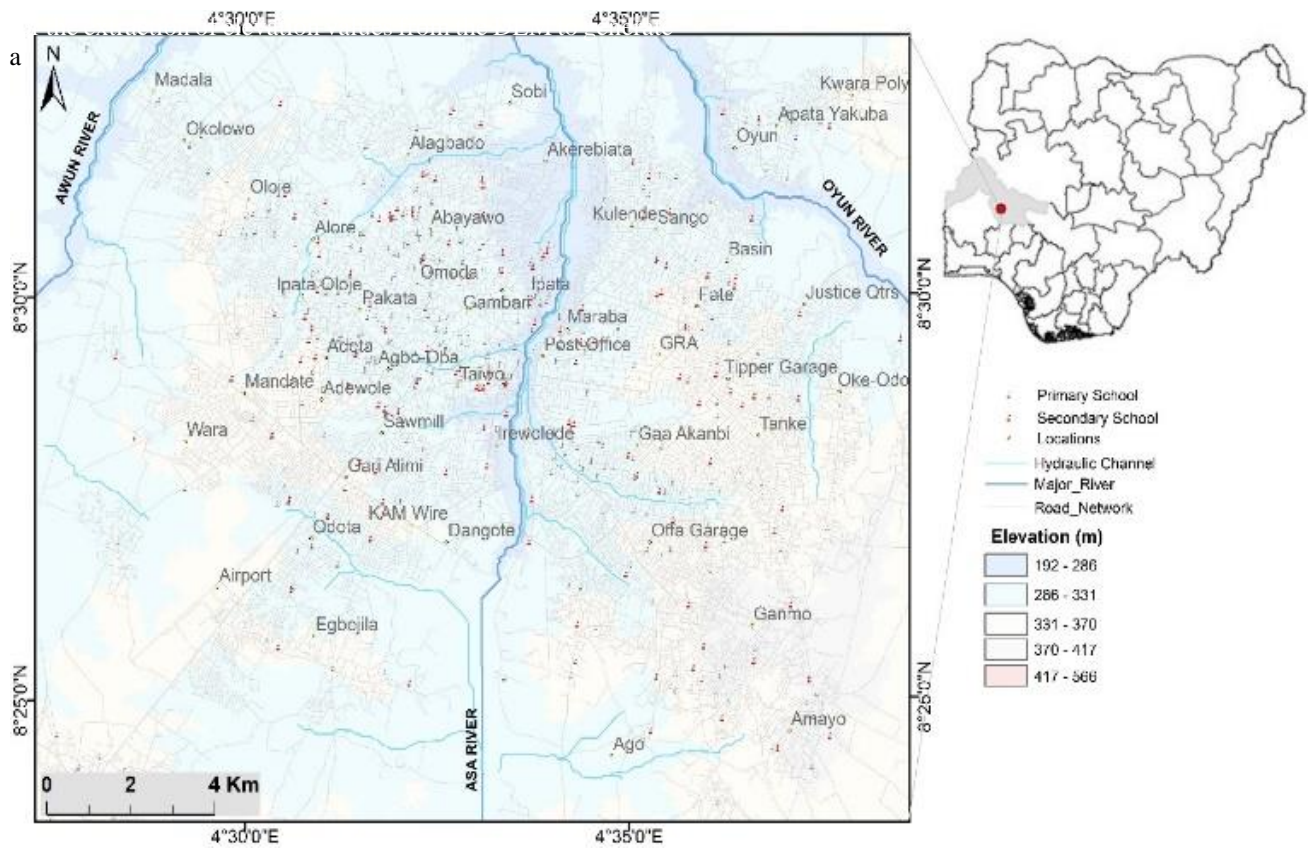 4°30'0"E
4°35'0"E
a
N
Madala
Sobi
Kwara Poly
Apata Yakuba
Okolowo
Oyun
Alagbado
Akerebiata
AWUN RIVER
Oloje
OYUN RIVER
Abayawo
Kulende
Sango
Alore
Basin
Omoda
Ipata Oloje
Ipata
Pakata
Gambari
Fate
Justice Qtrs
8°30'0"N
8°30'0"N
Maraba
Post Office
GRA
Adota
Agbo-Oba
Tipper Garage
Taiwo
Mandate
Adewole
Oke-Odo
Sawmill
Tanke
Wara
Irewolede
Gaa Akanbi
Primary School
Secondary School
Locations
Hydraulic Channel
Major_River
Road_Network
Gari Alimi
KAM Wire
Odota
Dangote
Offa Garage
Elevation (m)
192 - 286
286 - 331
331 - 370
370 - 417
417 - 566
Airport
Ganmo
Egbejila
8°25'0"N
8°25'0"N
ASA RIVER
Amayo
Ago
0 2 4 Km
4°30'0"E
4°35'0"E